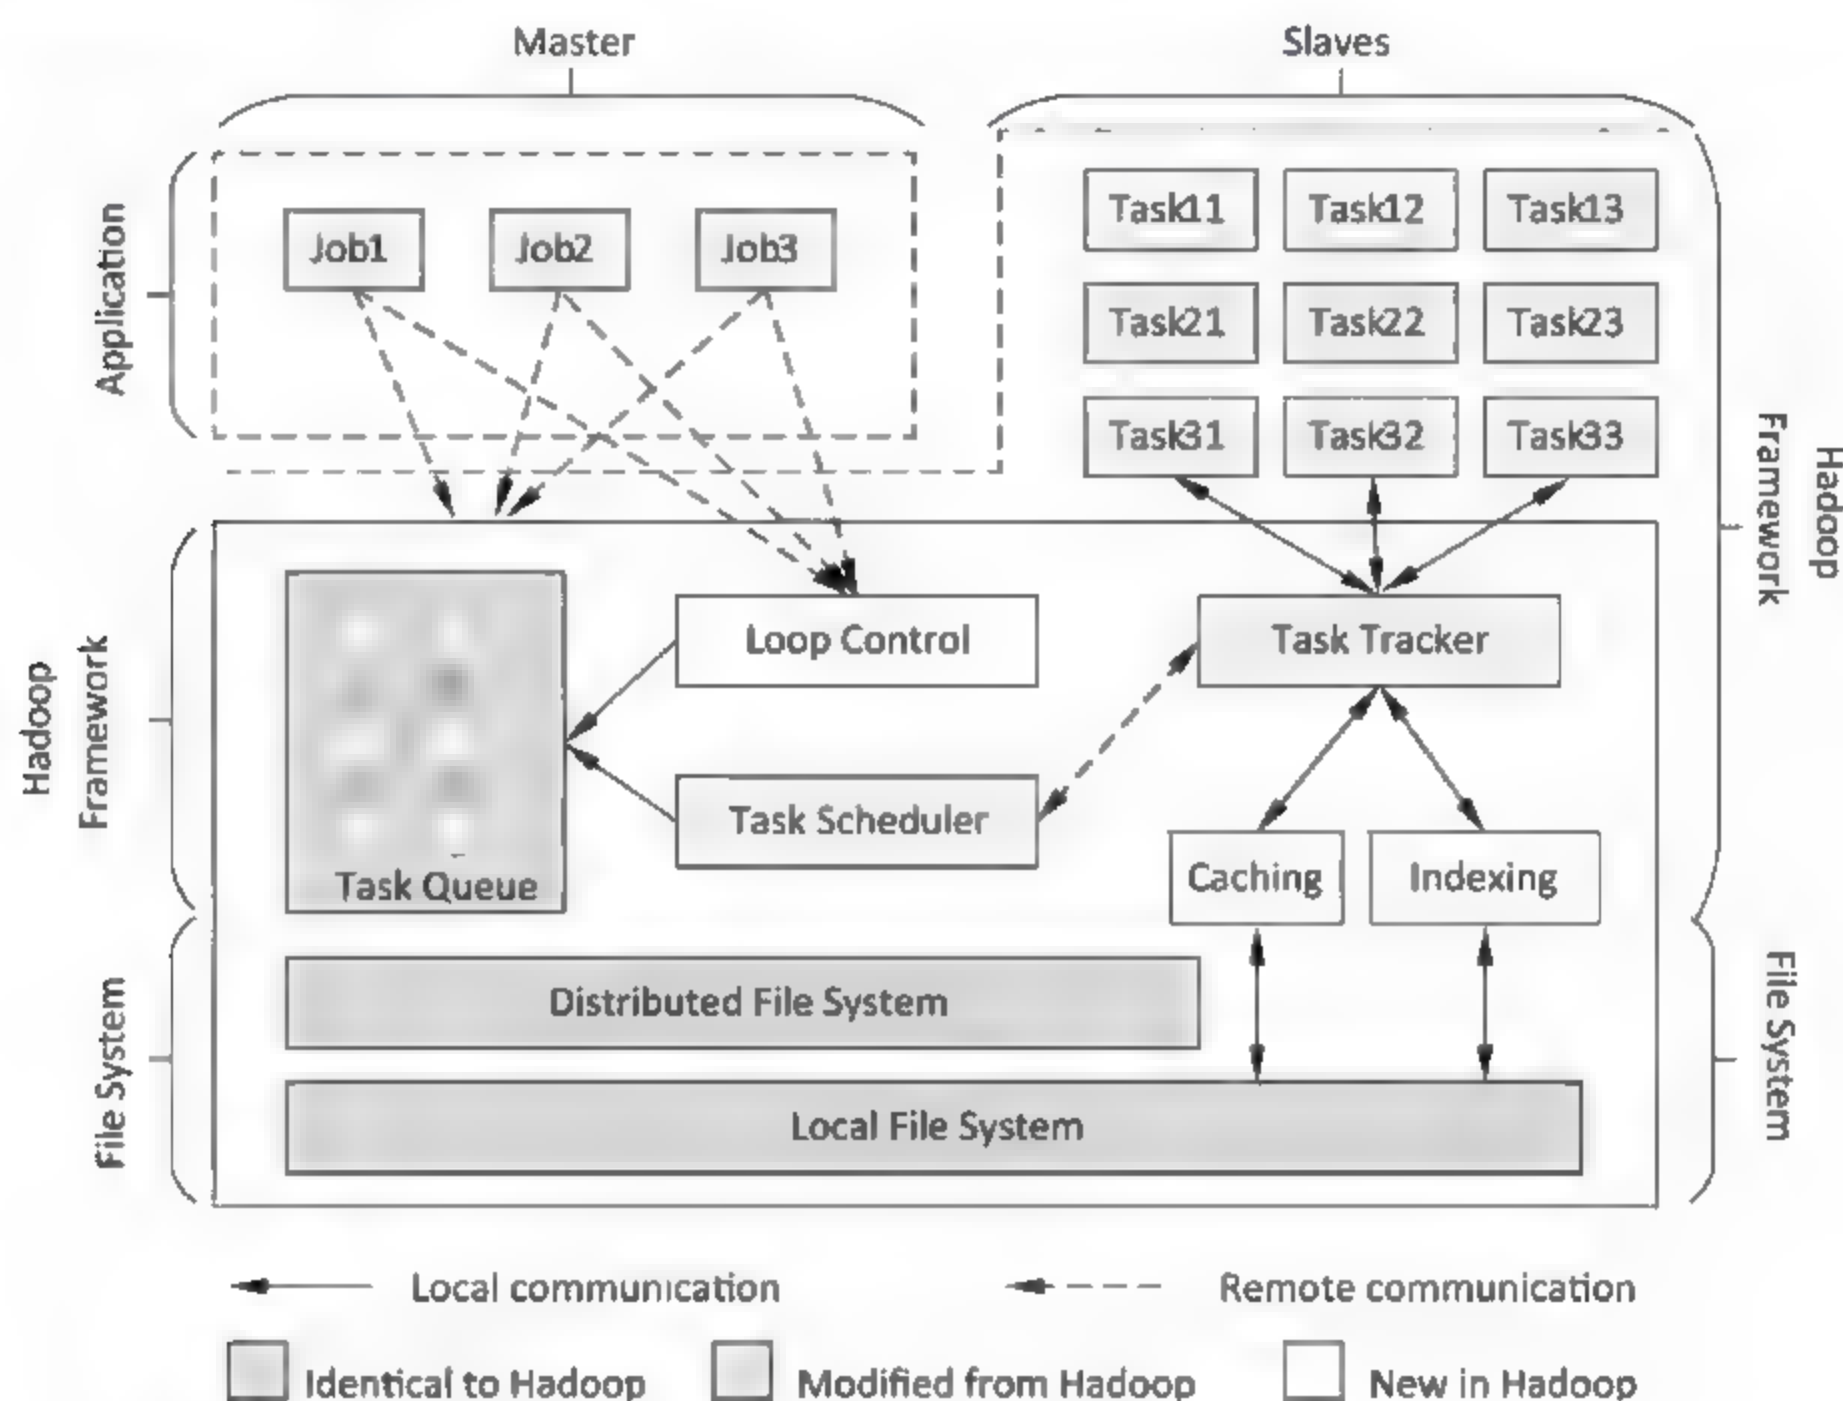 Master
Slaves
Application
Job1
Job2
Job3
Task11
Task12
Task13
Task21
Task22
Task23
Task31
Task32
Task33
Hadoop
Framework
Hadoop
Framework
Task Queue
Loop Control
Task Scheduler
Task Tracker
Caching
Indexing
File System
File System
Distributed File System
Local File System
Local communication
Remote communication
Identical to Hadoop
Modified from Hadoop
New in Hadoop